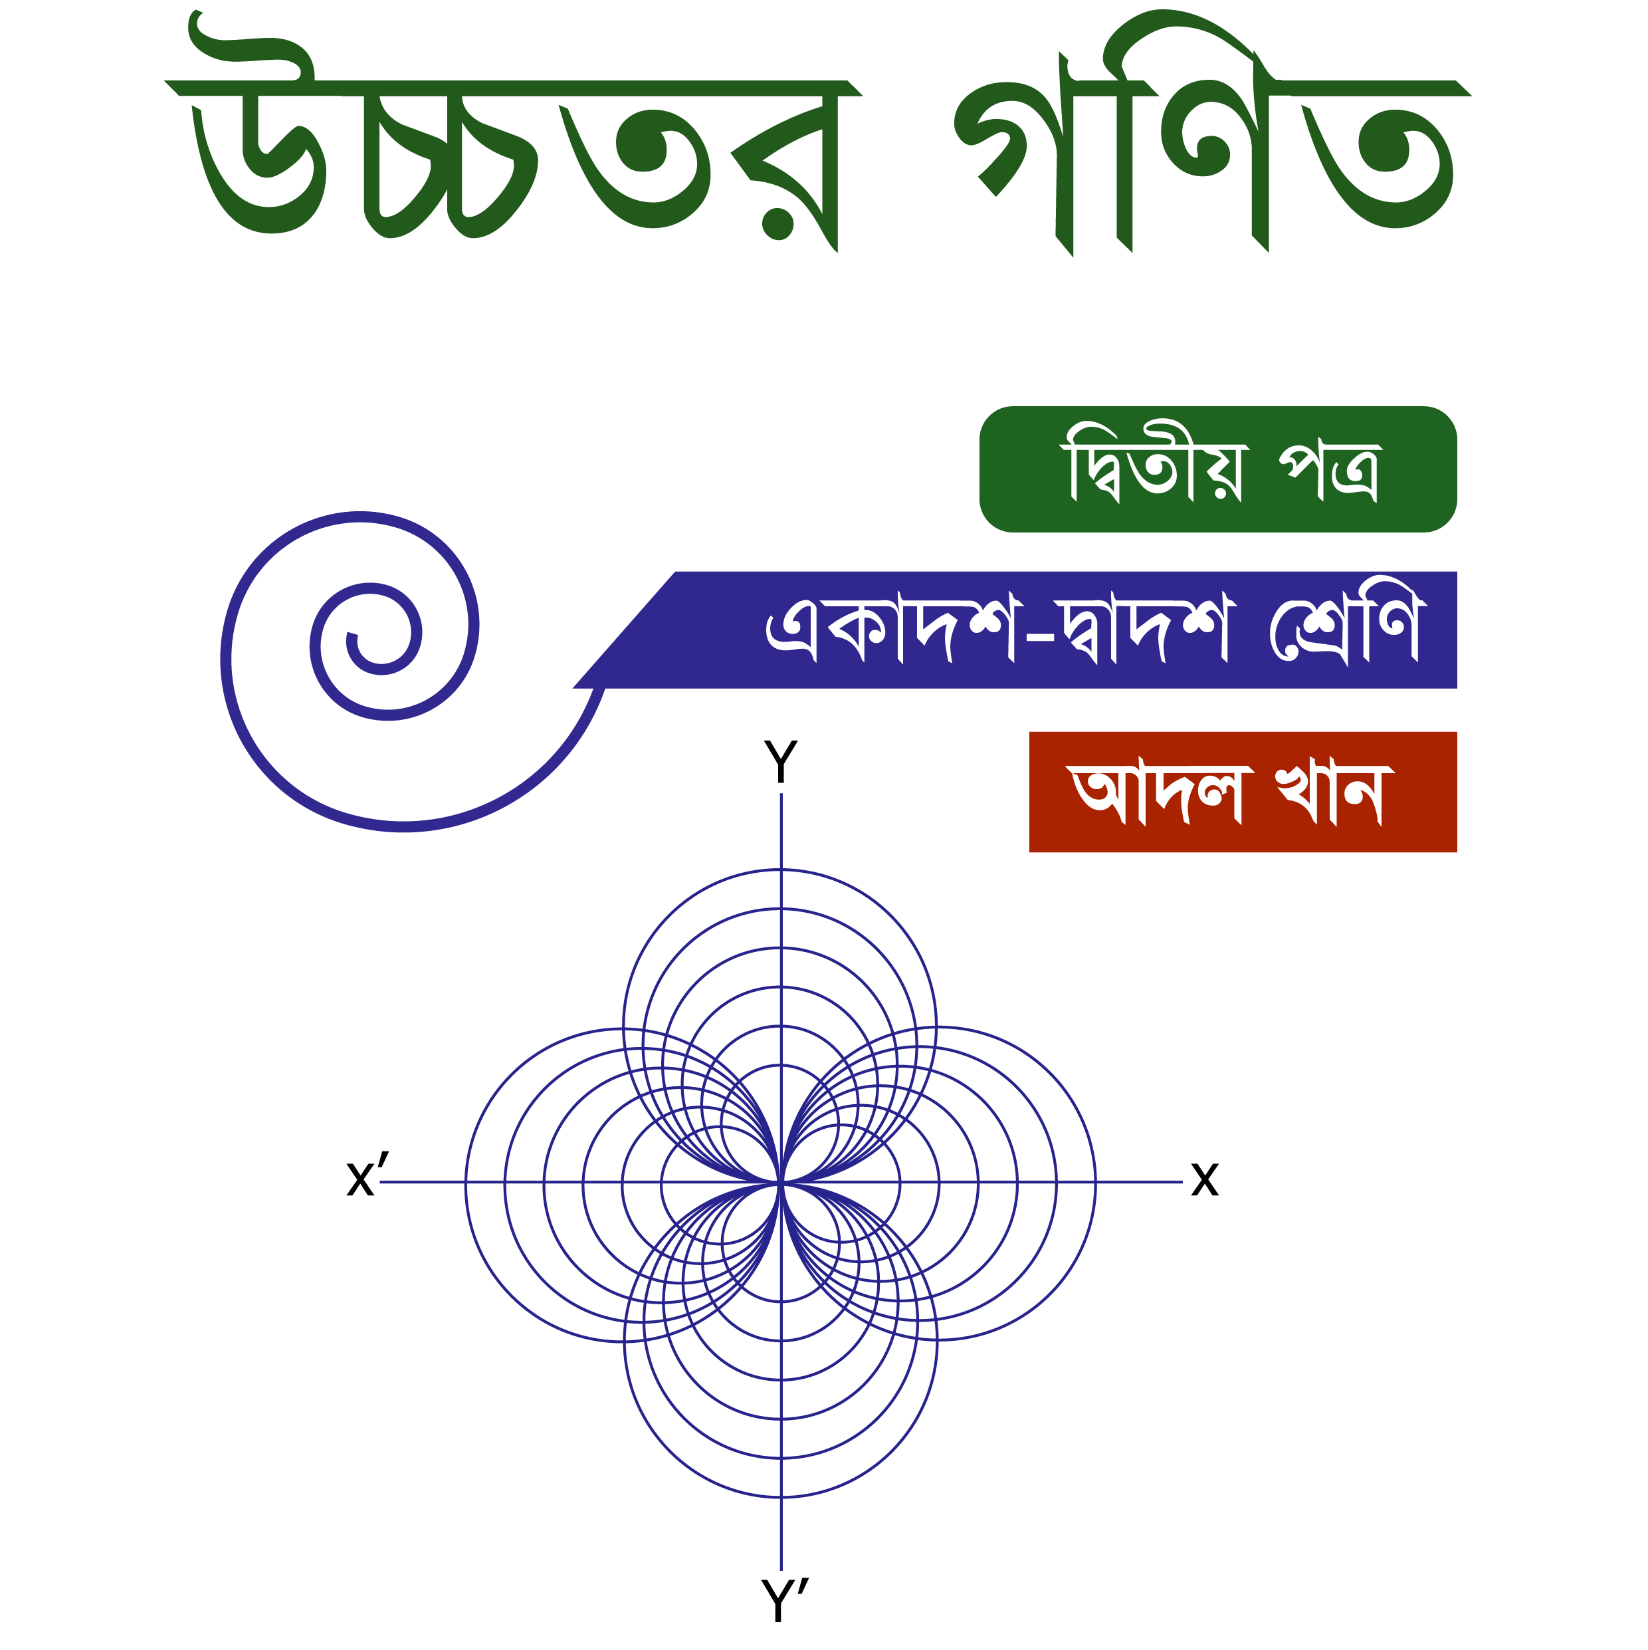 উচ্চতর গণিত
দ্বিতীয় পত্র
একাদশ-দ্বাদশ শ্রেণি
আদল খান
Y
X′
X
Y′